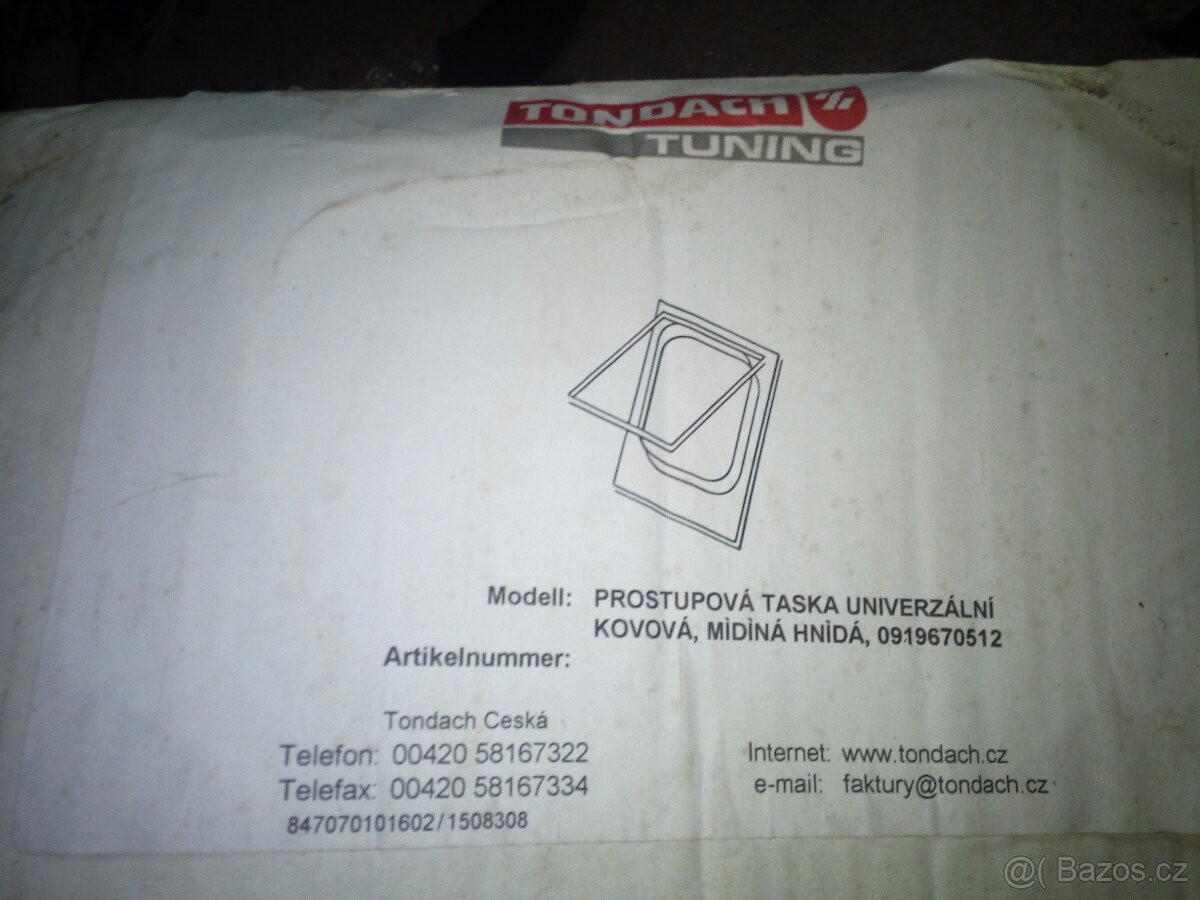 TONDACH
TUNING
Modell: PROSTUPOVÁ TASKA UNIVERZÁLNÍ
KOVOVÁ, MÌDÌNÁ HNÌDÁ, 0919670512
Artikelnummer:
Tondach Ceská
Telefon: 00420 58167322
Telefax: 00420 58167334
847070101602/1508308
Internet: www.tondach.cz
e-mail: faktury@tondach.cz
@( Bazos.cz